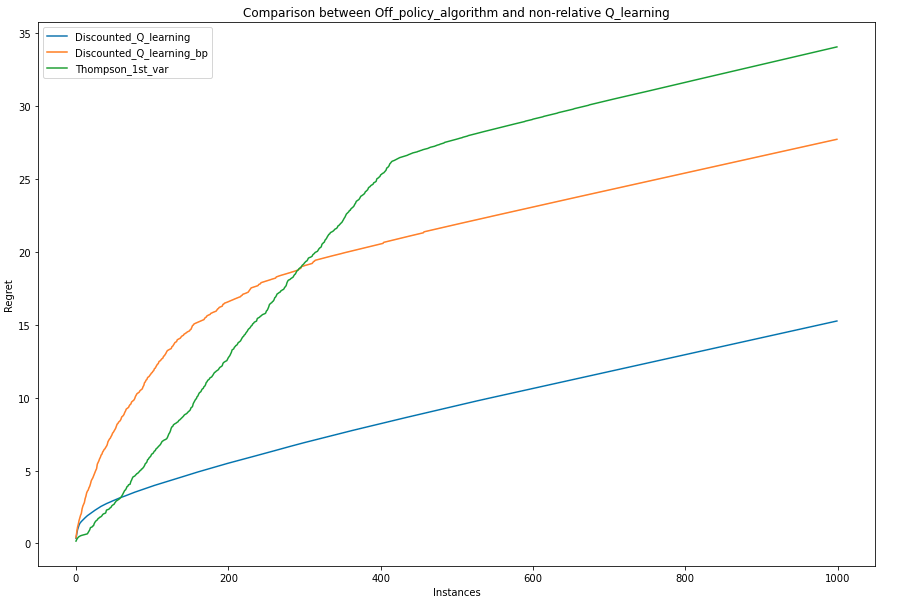 Comparison between Off_policy_algorithm and non-relative Q_learning
Discounted_Q_learning
Discounted_Q_learning_bp
Thompson_1st_var
35
30
25
20
15
10
5
0
Regret
0 200 400 600 800 1000
Instances